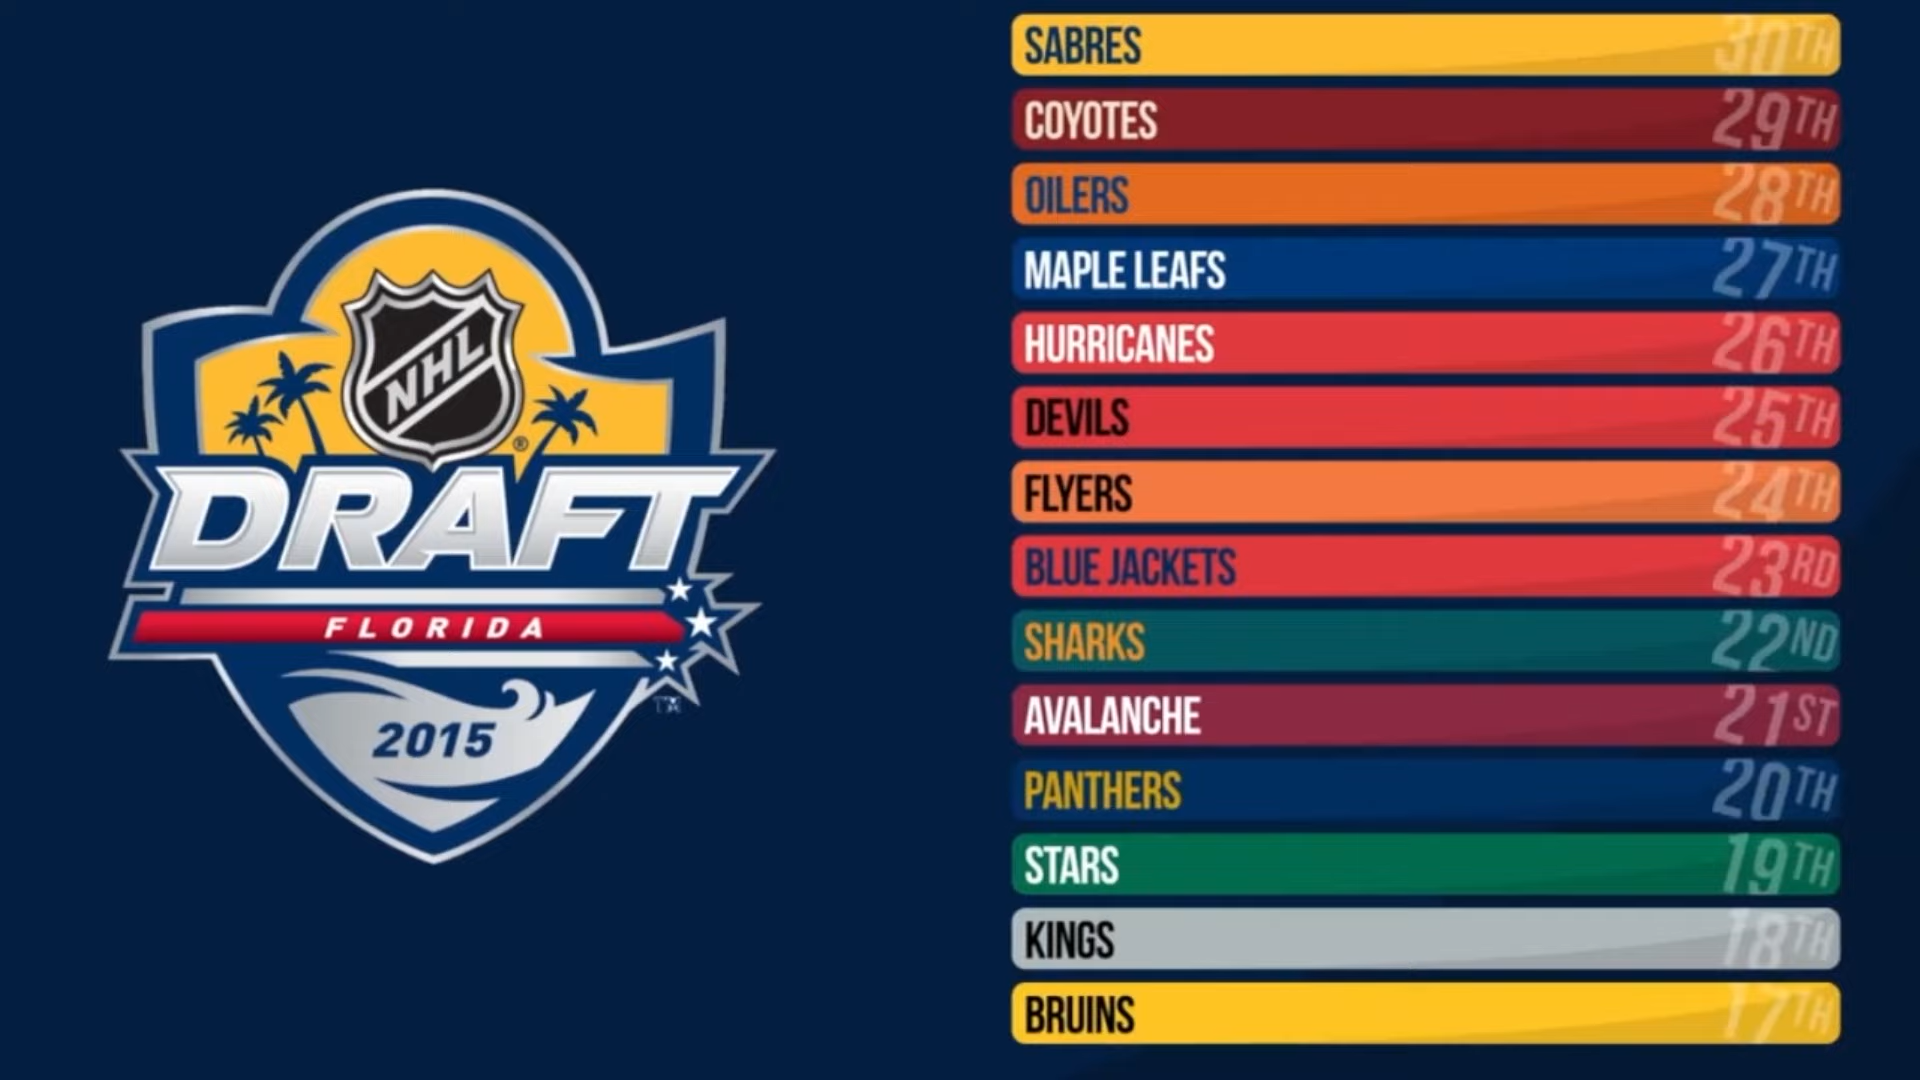 NHL
®
DRAFT
FLORIDA
2015
TM
SABRES 30TH
COYOTES 29TH
OILERS 28TH
MAPLE LEAFS 27TH
HURRICANES 26TH
DEVILS 25TH
FLYERS 24TH
BLUE JACKETS 23RD
SHARKS 22ND
AVALANCHE 21ST
PANTHERS 20TH
STARS 19TH
KINGS 18TH
BRUINS 17TH